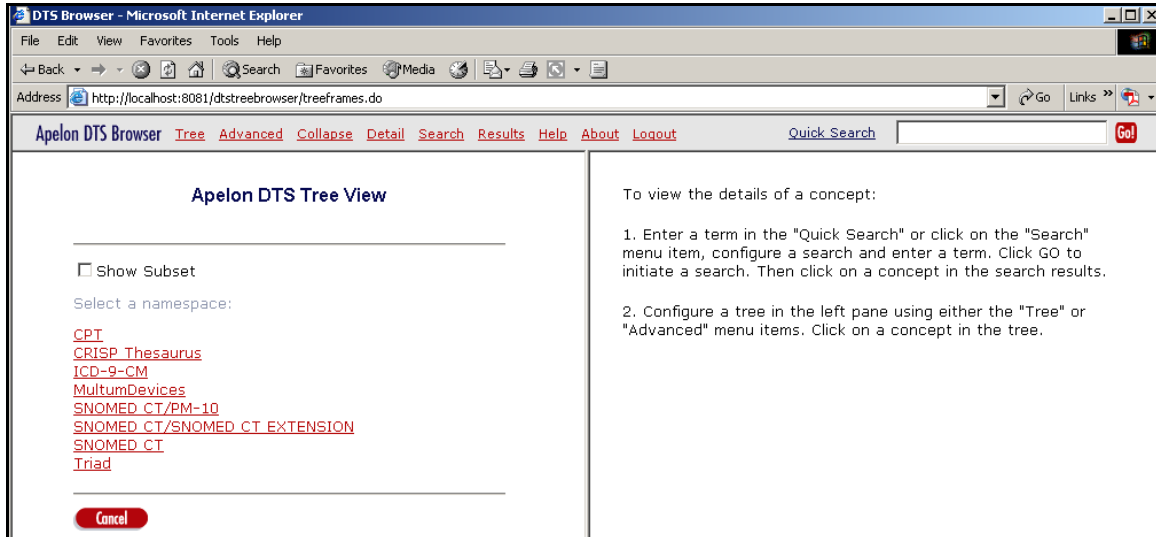 DTS Browser - Microsoft Internet Explorer
File Edit View Favorites Tools Help
Back Search Favorites Media
Address http://localhost:8081/dtstreebrowser/treeframes.do Go Links »
Apelon DTS Browser Tree Advanced Collapse Detail Search Results Help About Logout Quick Search Go!
Apelon DTS Tree View
Show Subset
Select a namespace:
CPT
CRISP Thesaurus
ICD-9-CM
MultumDevices
SNOMED CT/PM-10
SNOMED CT/SNOMED CT EXTENSION
SNOMED CT
Triad
Cancel
To view the details of a concept:
1. Enter a term in the "Quick Search" or click on the "Search"
menu item, configure a search and enter a term. Click GO to
initiate a search. Then click on a concept in the search results.
2. Configure a tree in the left pane using either the "Tree" or
"Advanced" menu items. Click on a concept in the tree.